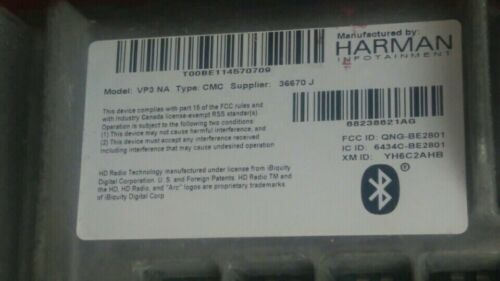 Manufactured by:
HARMAN
INFOTAINMENT
T00BE114570709
Model: VP3 NA Type: CMC Supplier: 36670 J
68238621AG
This device complies with part 15 of the FCC rules and
with Industry Canada license-exempt RSS standar(s)
Operation is subject to the following two conditions
(1) This device may not cause harmful interference, and
(2) This device must accept any interference received
including interference that may cause undesired operation
FCC ID: QNG-BE2801
IC ID: 6434C-BE2801
XM ID: YH6C2AHB
HD Radio Technology manufactured under license from iBiquity
Digital Corporation. U. S. and Foreign Patents. HD Radio TM and
the HD, HD Radio, and "Arc" logos are proprietary trademarks
of iBiquity Digital Corp
®